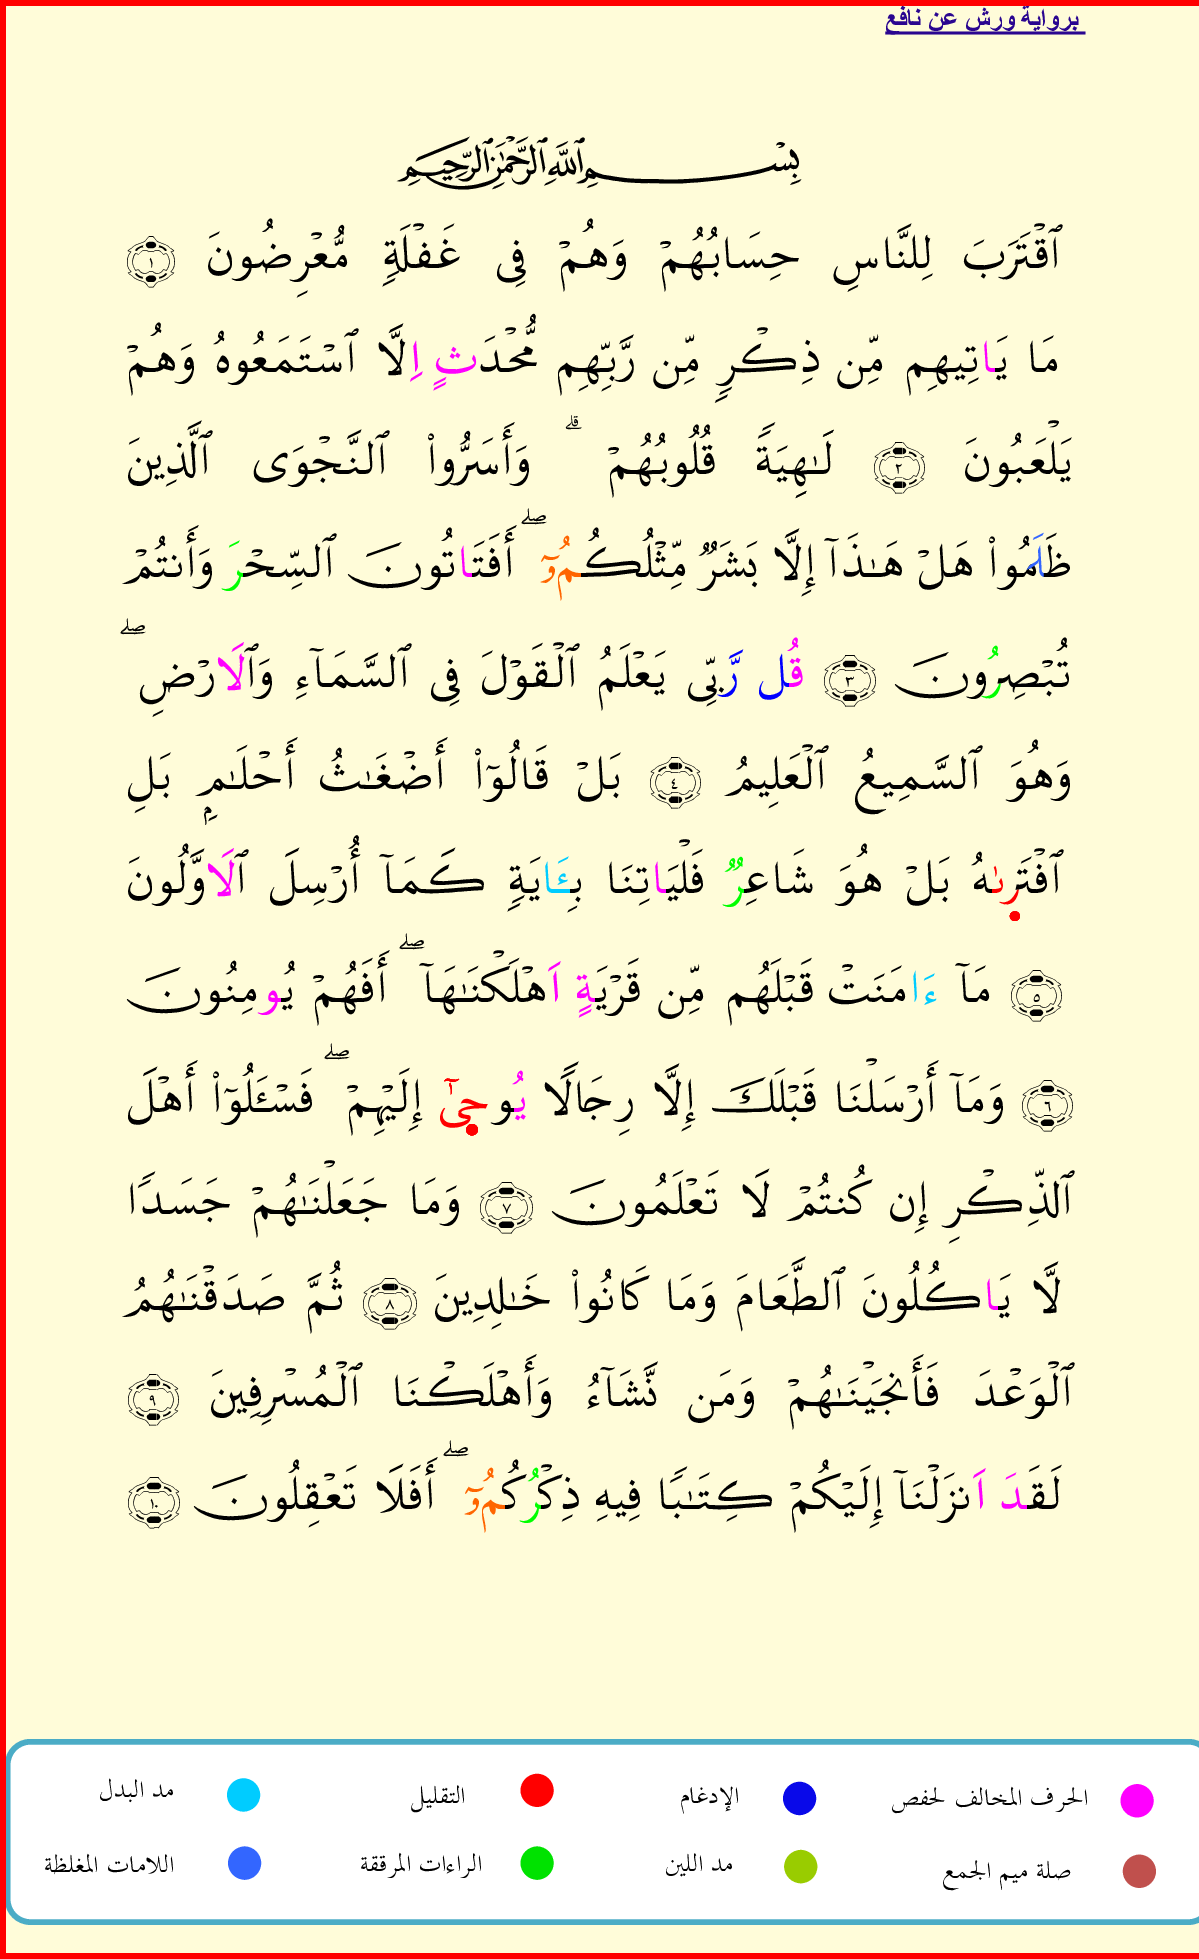 برواية ورش عن نافع
بِسْمِ ٱللَّهِ ٱلرَّحْمَٰنِ ٱلرَّحِيمِ
ٱقْتَرَبَ لِلنَّاسِ حِسَابُهُمْ وَهُمْ فِى غَفْلَةٍ مُّعْرِضُونَ ١
مَا يَاتِيهِم مِّن ذِكْرٍ مِّن رَّبِّهِم مُّحْدَثٍ اِلَّا ٱسْتَمَعُوهُ وَهُمْ
يَلْعَبُونَ ٢ لَٰهِيَةً قُلُوبُهُمْ ۗ وَأَسَرُّوا۟ ٱلنَّجْوَى ٱلَّذِينَ
ظَلَمُوا۟ هَلْ هَٰذَآ إِلَّا بَشَرٌ مِّثْلُكُمُۥٓ ۖ أَفَتَاتُونَ ٱلسِّحْرَ وَأَنتُمْ
تُبْصِرُونَ ٣ قُل رَّبِّى يَعْلَمُ ٱلْقَوْلَ فِى ٱلسَّمَآءِ وَٱلَارْضِ ۖ
وَهُوَ ٱلسَّمِيعُ ٱلْعَلِيمُ ٤ بَلْ قَالُوٓا۟ أَضْغَٰثُ أَحْلَٰمِۭ بَلِ
ٱفْتَرِىٰهُ بَلْ هُوَ شَاعِرٌ فَلْيَاتِنَا بِـَٔايَةٍ كَمَآ أُرْسِلَ ٱلَاوَّلُونَ
٥ مَآ ءَامَنَتْ قَبْلَهُم مِّن قَرْيَةٍ اَهْلَكْنَٰهَآ ۖ أَفَهُمْ يُومِنُونَ
٦ وَمَآ أَرْسَلْنَا قَبْلَكَ إِلَّا رِجَالًا يُوحِىٰٓ إِلَيْهِمْ ۖ فَسْـَٔلُوٓا۟ أَهْلَ
ٱلذِّكْرِ إِن كُنتُمْ لَا تَعْلَمُونَ ٧ وَمَا جَعَلْنَٰهُمْ جَسَدًا
لَّا يَاكُلُونَ ٱلطَّعَامَ وَمَا كَانُوا۟ خَٰلِدِينَ ٨ ثُمَّ صَدَقْنَٰهُمُ
ٱلْوَعْدَ فَأَنجَيْنَٰهُمْ وَمَن نَّشَآءُ وَأَهْلَكْنَا ٱلْمُسْرِفِينَ ٩
لَقَدَ اَنزَلْنَآ إِلَيْكُمْ كِتَٰبًا فِيهِ ذِكْرُكُمُۥٓ ۖ أَفَلَا تَعْقِلُونَ ١٠
الحرف المخالف لحفص الإدغام التقليل مد البدل
صلة ميم الجمع مد اللين الراءات المرققة اللامات المغلظة